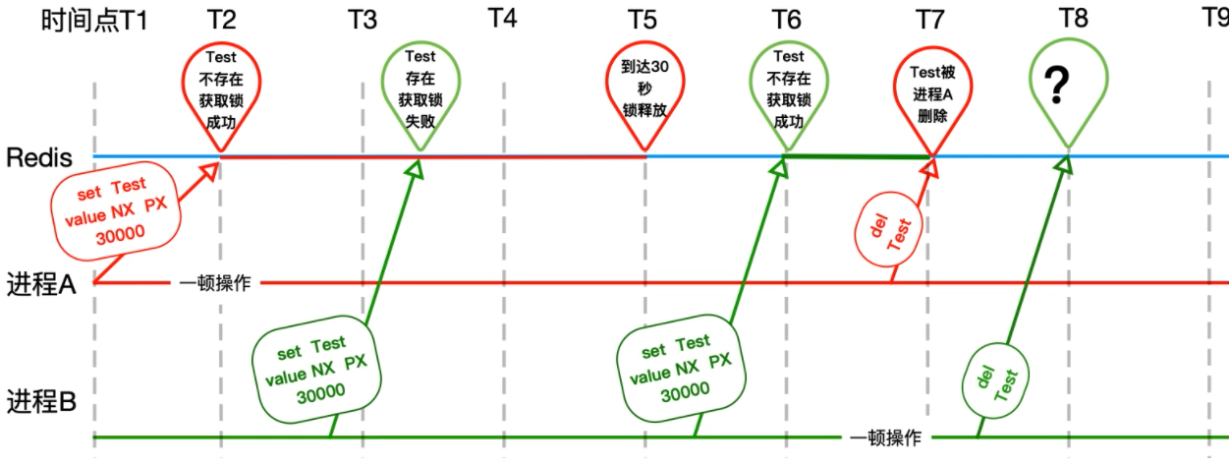 时间点T1 T2 T3 T4 T5 T6 T7 T8 T9
Test
不存在
获取锁
成功
Test
存在
获取锁
失败
到达30
秒
锁释放
Test
不存在
获取锁
成功
Test被
进程A
删除
?
Redis
set Test
value NX PX
30000
del
Test
进程A
一顿操作
set Test
value NX PX
30000
set Test
value NX PX
30000
del
Test
进程B
一顿操作